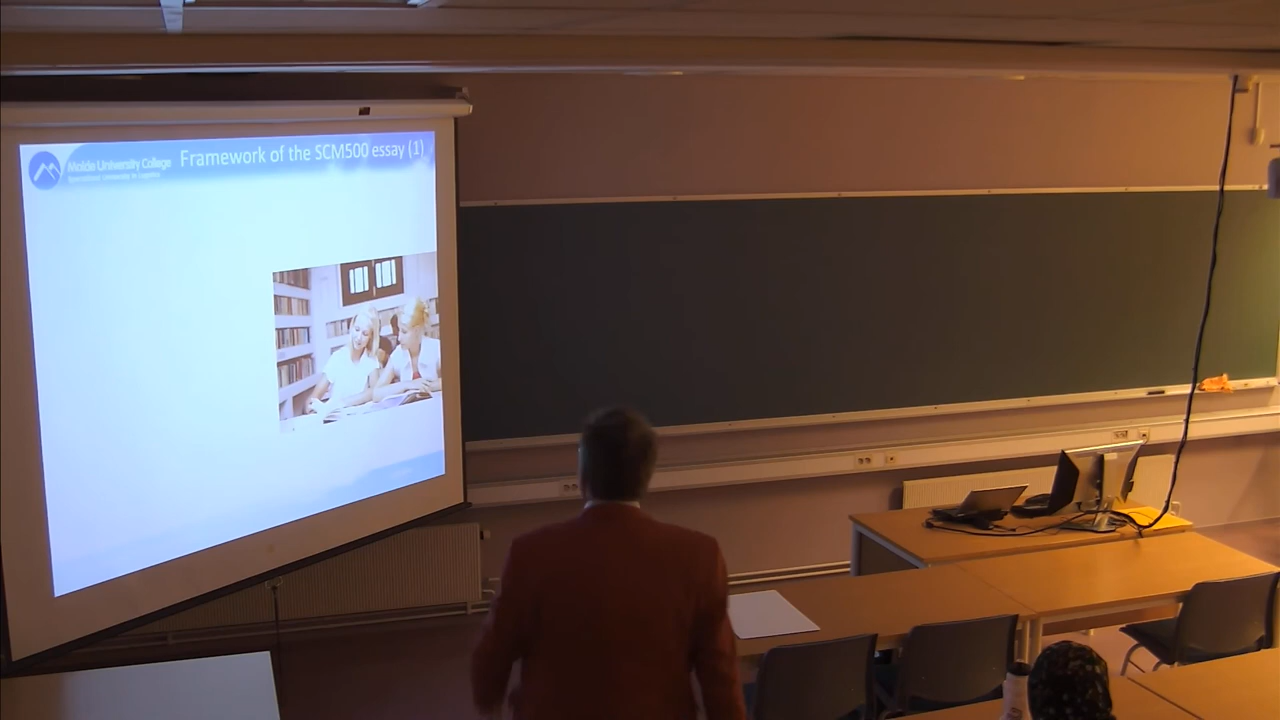 Molde University College
Framework of the SCM500 essay (1)
Specialized University in Logistics